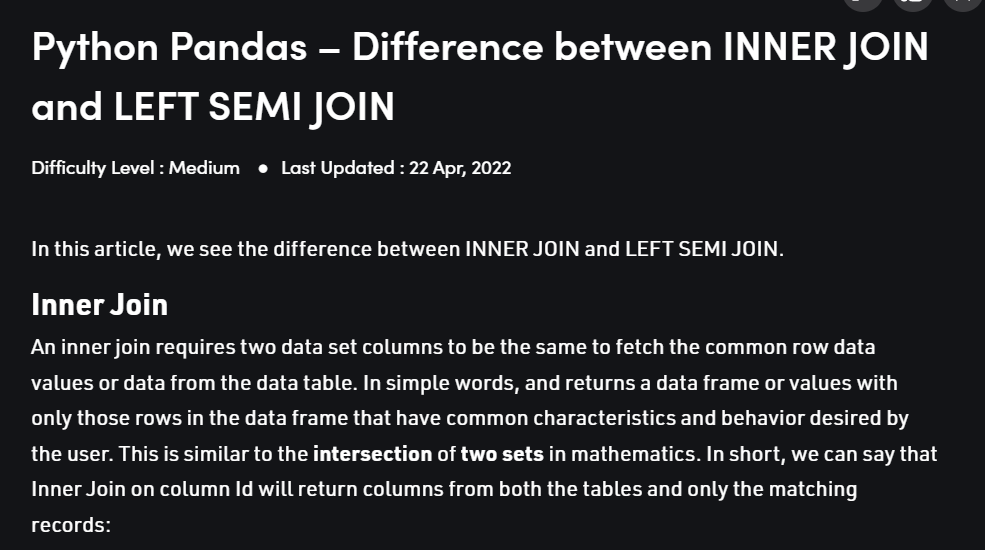 Python Pandas – Difference between INNER JOIN
and LEFT SEMI JOIN
Difficulty Level : Medium ● Last Updated : 22 Apr, 2022
In this article, we see the difference between INNER JOIN and LEFT SEMI JOIN.
Inner Join
An inner join requires two data set columns to be the same to fetch the common row data
values or data from the data table. In simple words, and returns a data frame or values with
only those rows in the data frame that have common characteristics and behavior desired by
the user. This is similar to the intersection of two sets in mathematics. In short, we can say that
Inner Join on column Id will return columns from both the tables and only the matching
records: